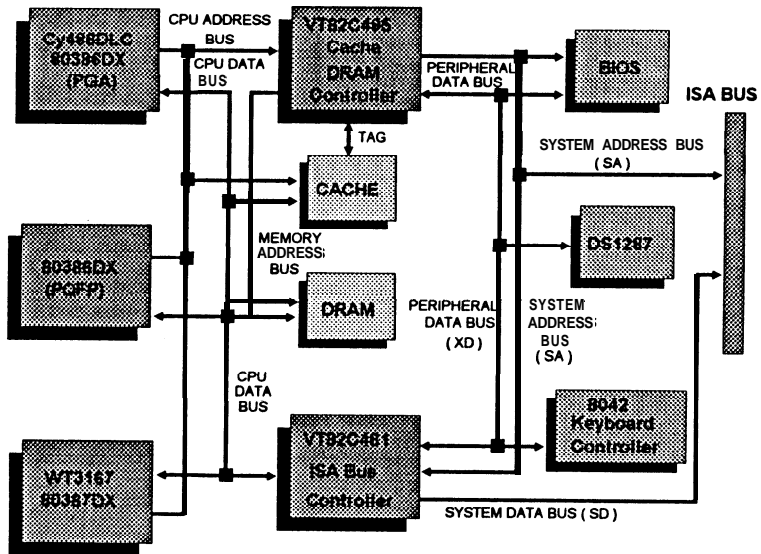 CPU ADDRESS
BUS
CPU DATA
BUS
Cy486DLC
80386DX
(PGA)
VT82C495
Cache
DRAM
Controller
PERIPHERAL
DATA BUS
BIOS
ISA BUS
TAG
SYSTEM ADDRESS BUS
( SA )
CACHE
MEMORY
ADDRESS
BUS
80386DX
(PQFP)
DS1287
DRAM
PERIPHERAL
DATA BUS
( XD )
SYSTEM
ADDRESS
BUS
(SA)
CPU
DATA
BUS
WT3167
80387DX
VT82C461
ISA Bus
Controller
8042
Keyboard
Controller
SYSTEM DATA BUS ( SD )